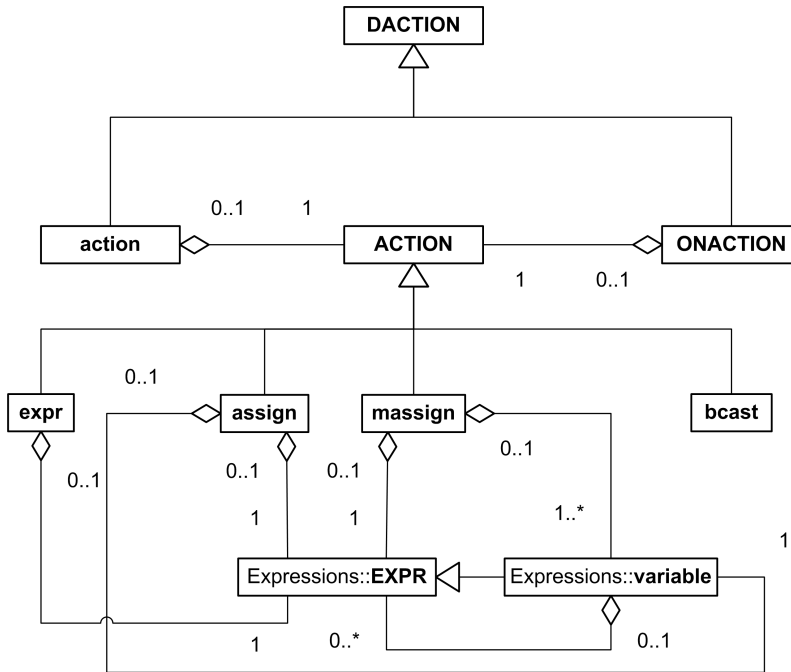 DACTION
0..1 1
action ACTION ONACTION
1 0..1
0..1
expr assign massign bcast
0..1 0..1 0..1 0..1
1 1 1..* 1
Expressions::EXPR Expressions::variable
1 0..* 0..1